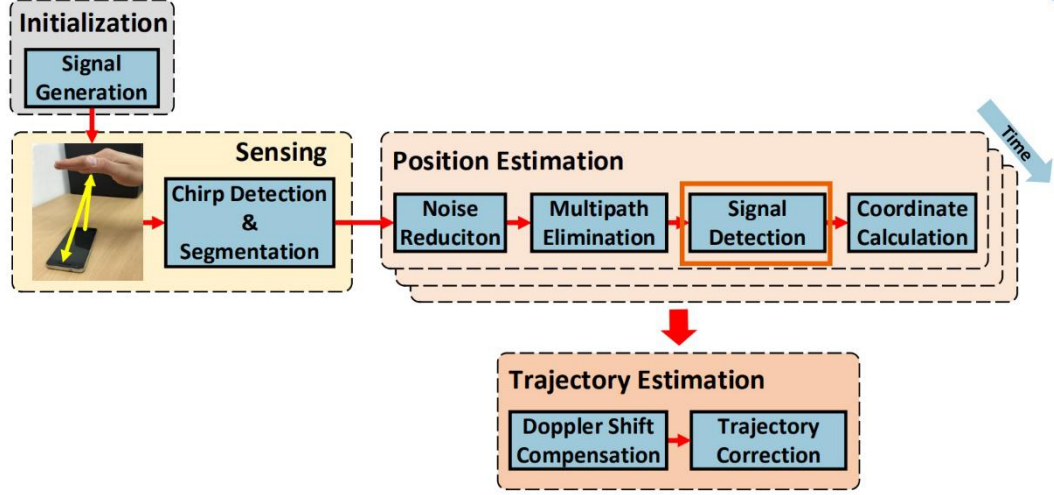 Initialization
Signal
Generation
Sensing
Chirp Detection
&
Segmentation
Position Estimation
Noise
Reduciton
Multipath
Elimination
Signal
Detection
Coordinate
Calculation
Time
Trajectory Estimation
Doppler Shift
Compensation
Trajectory
Correction